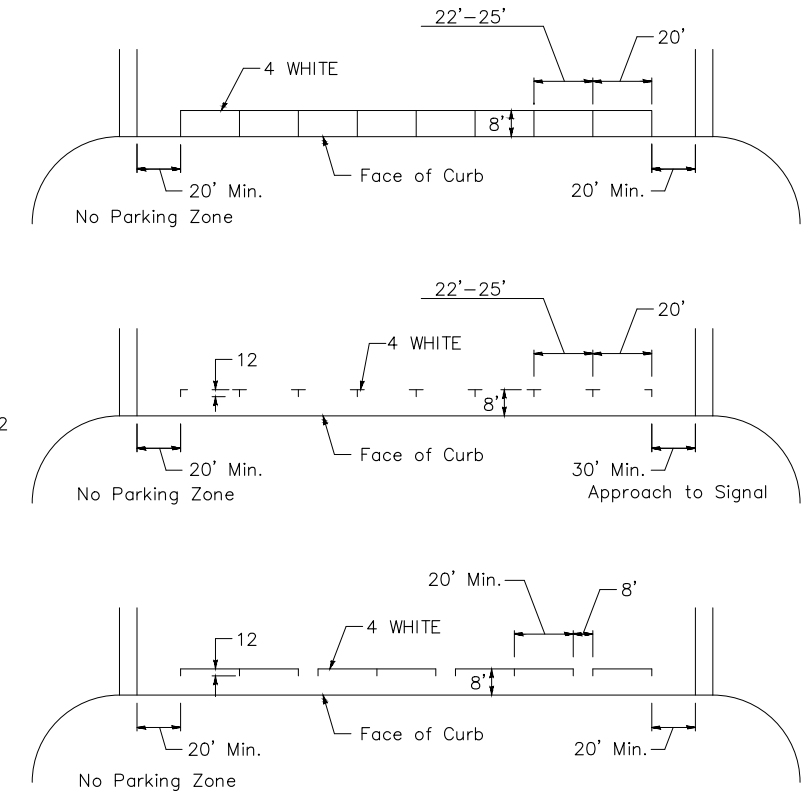 22'-25'
20'
4 WHITE
8'
Face of Curb
20' Min.
20' Min.
No Parking Zone
22'-25'
20'
4 WHITE
12
8'
2
Face of Curb
20' Min.
30' Min.
No Parking Zone
Approach to Signal
20' Min.
8'
4 WHITE
12
8'
Face of Curb
20' Min.
20' Min.
No Parking Zone